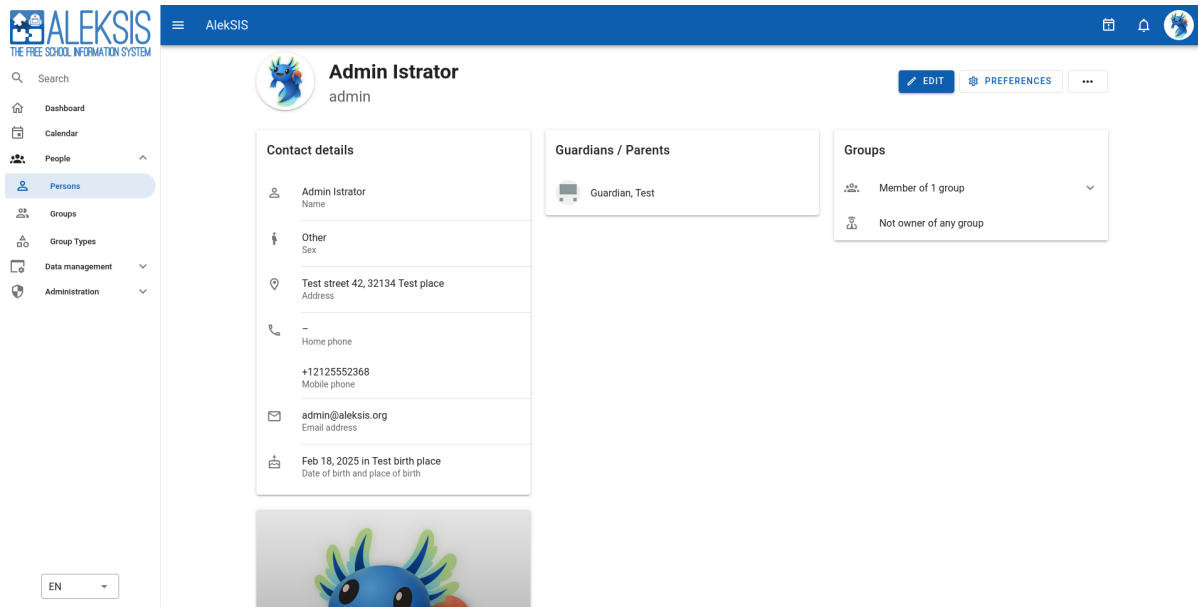 ALEKSIS
THE FREE SCHOOL INFORMATION SYSTEM
AlekSIS
Search
Dashboard
Calendar
People
Persons
Groups
Group Types
Data management
Administration
EN
Admin Istrator
admin
EDIT
PREFERENCES
Contact details
Admin Istrator
Name
Other
Sex
Test street 42, 32134 Test place
Address
–
Home phone
+12125552368
Mobile phone
admin@aleksis.org
Email address
Feb 18, 2025 in Test birth place
Date of birth and place of birth
Guardians / Parents
Guardian, Test
Groups
Member of 1 group
Not owner of any group